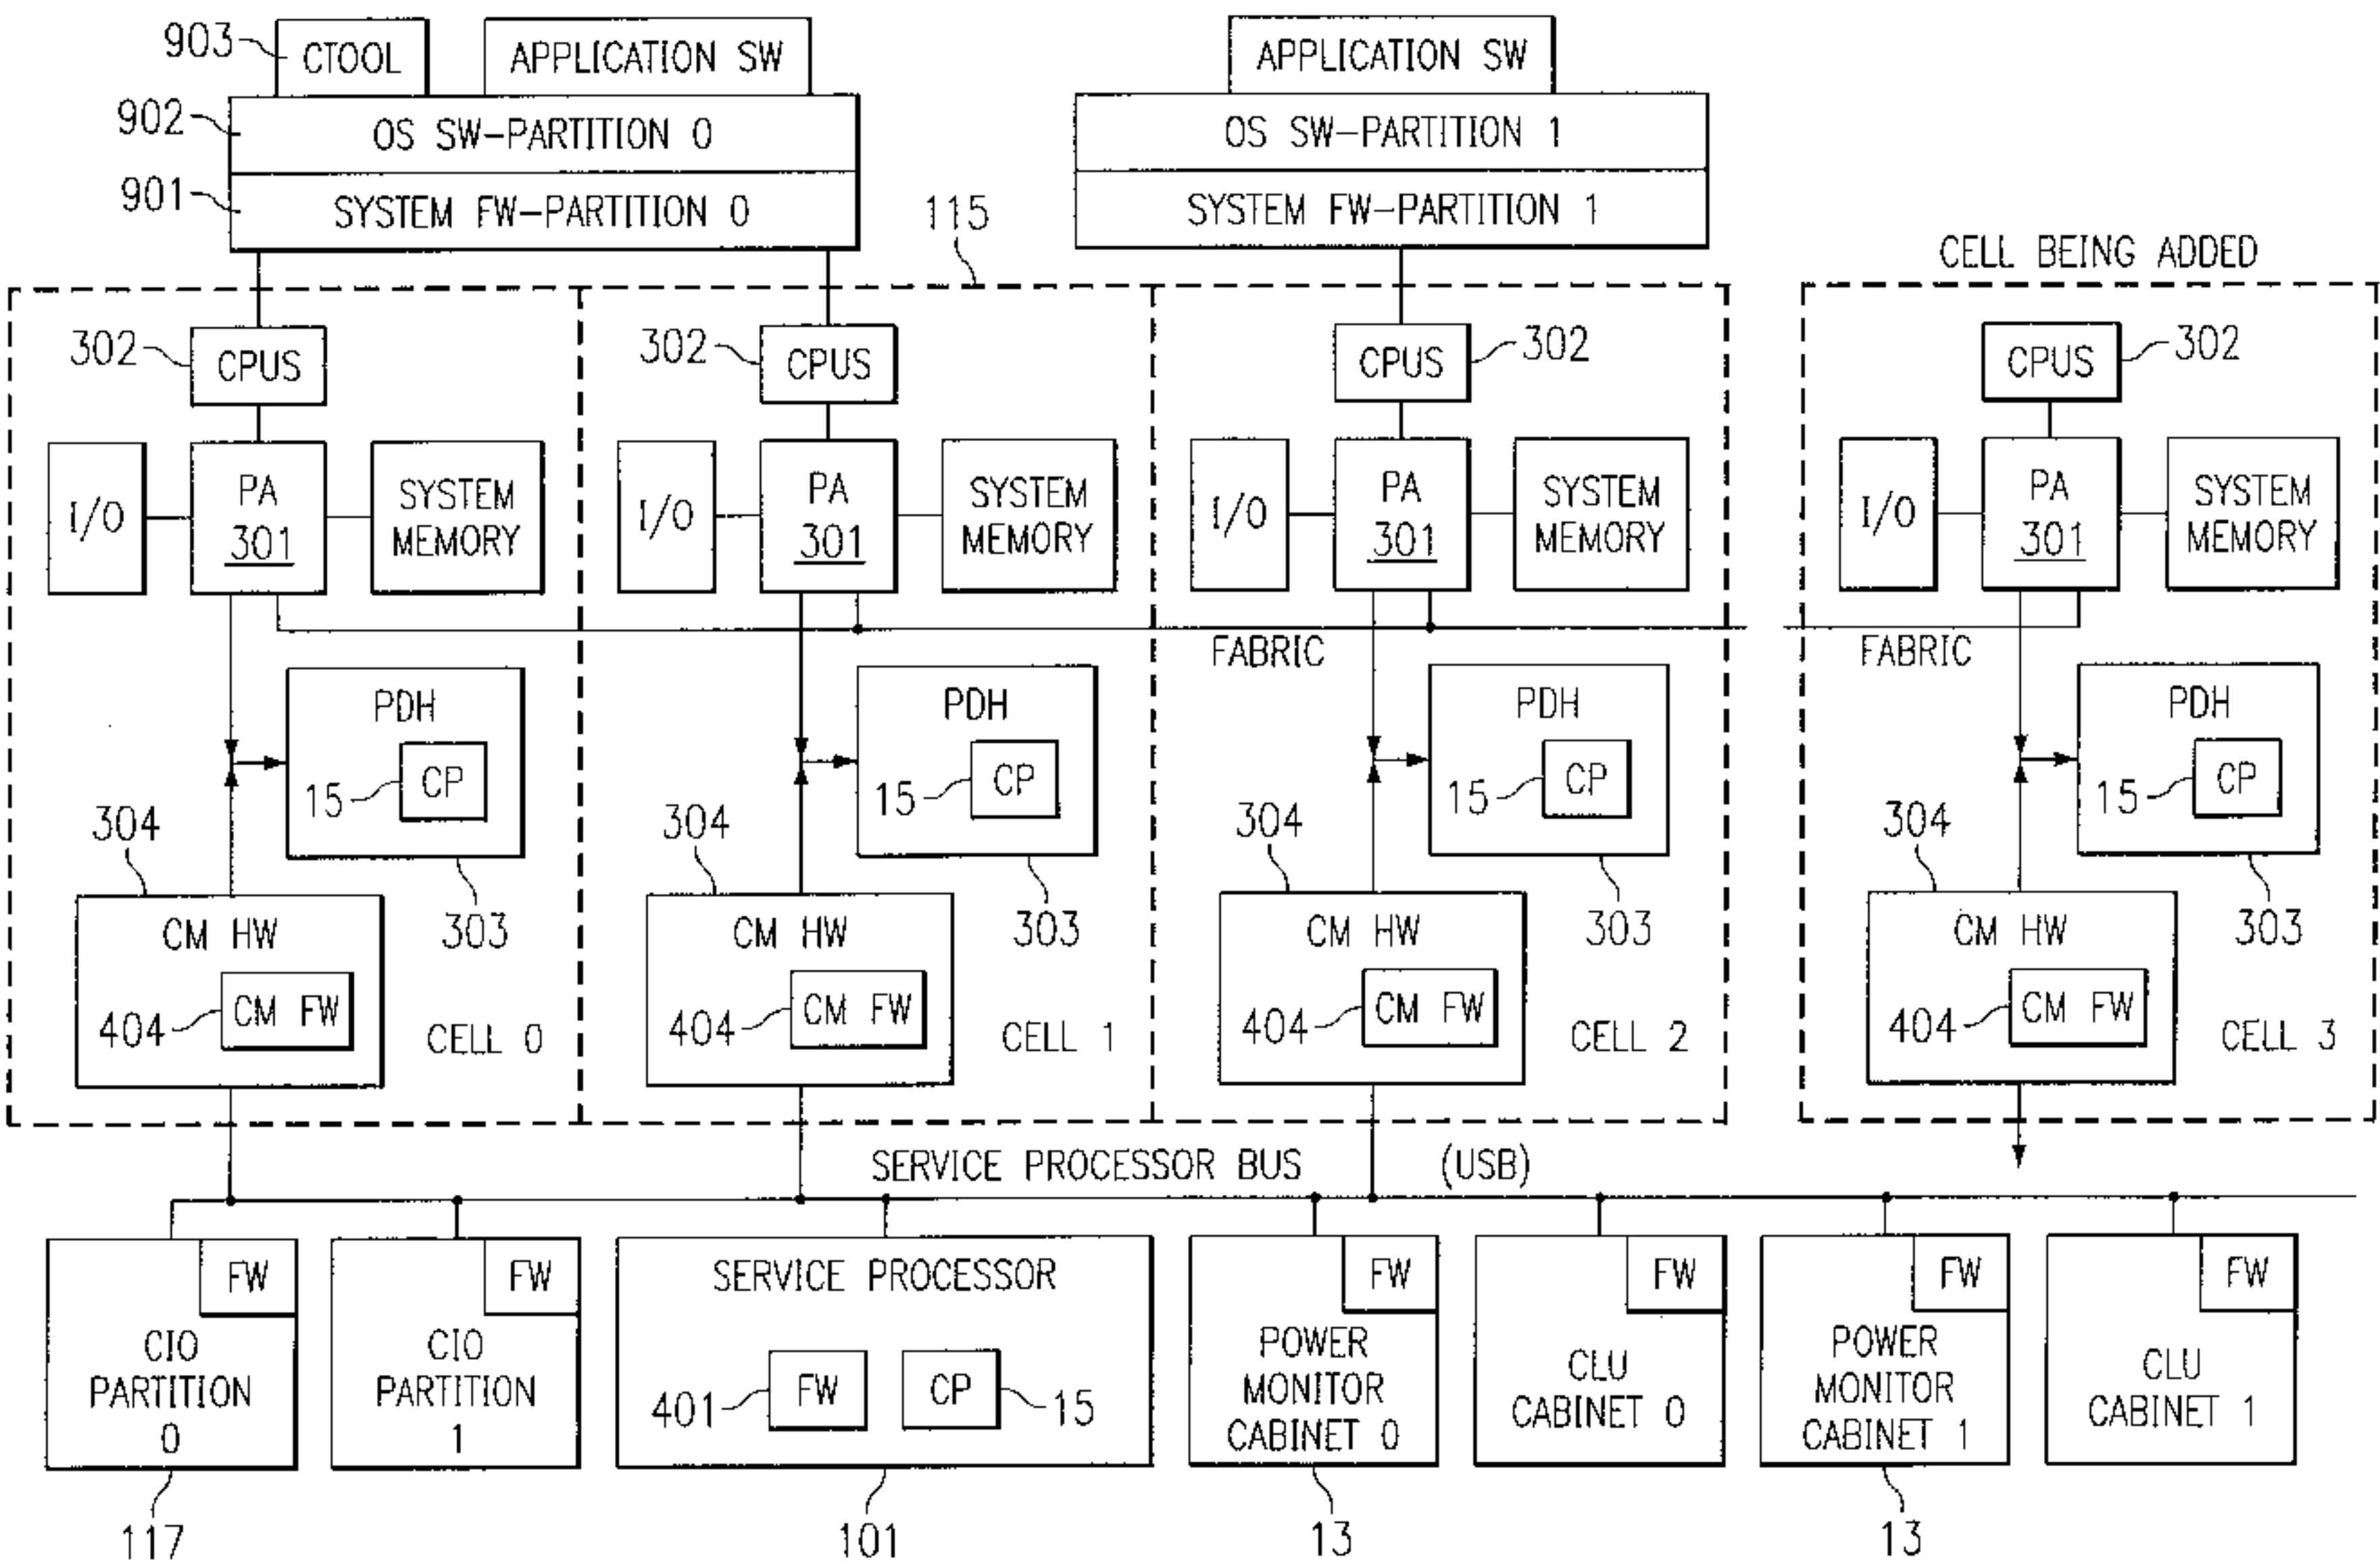 903 CTOOL APPLICATION SW APPLICATION SW
902 OS SW-PARTITION 0 OS SW-PARTITION 1
901 SYSTEM FW-PARTITION 0 SYSTEM FW-PARTITION 1
115
CELL BEING ADDED
302 CPUS 302 CPUS CPUS 302 CPUS 302
I/O PA 301 SYSTEM MEMORY I/O PA 301 SYSTEM MEMORY I/O PA 301 SYSTEM MEMORY I/O PA 301 SYSTEM MEMORY
FABRIC FABRIC
PDH PDH PDH PDH
15 CP 15 CP 15 CP 15 CP
304 304 304 304
CM HW 303 CM HW 303 CM HW 303 CM HW 303
404 CM FW 404 CM FW 404 CM FW 404 CM FW
CELL 0 CELL 1 CELL 2 CELL 3
SERVICE PROCESSOR BUS (USB)
FW FW SERVICE PROCESSOR FW FW FW FW
CIO PARTITION 0
CIO PARTITION 1
401 FW CP 15
POWER MONITOR CABINET 0
CLU CABINET 0
POWER MONITOR CABINET 1
CLU CABINET 1
117 101 13 13